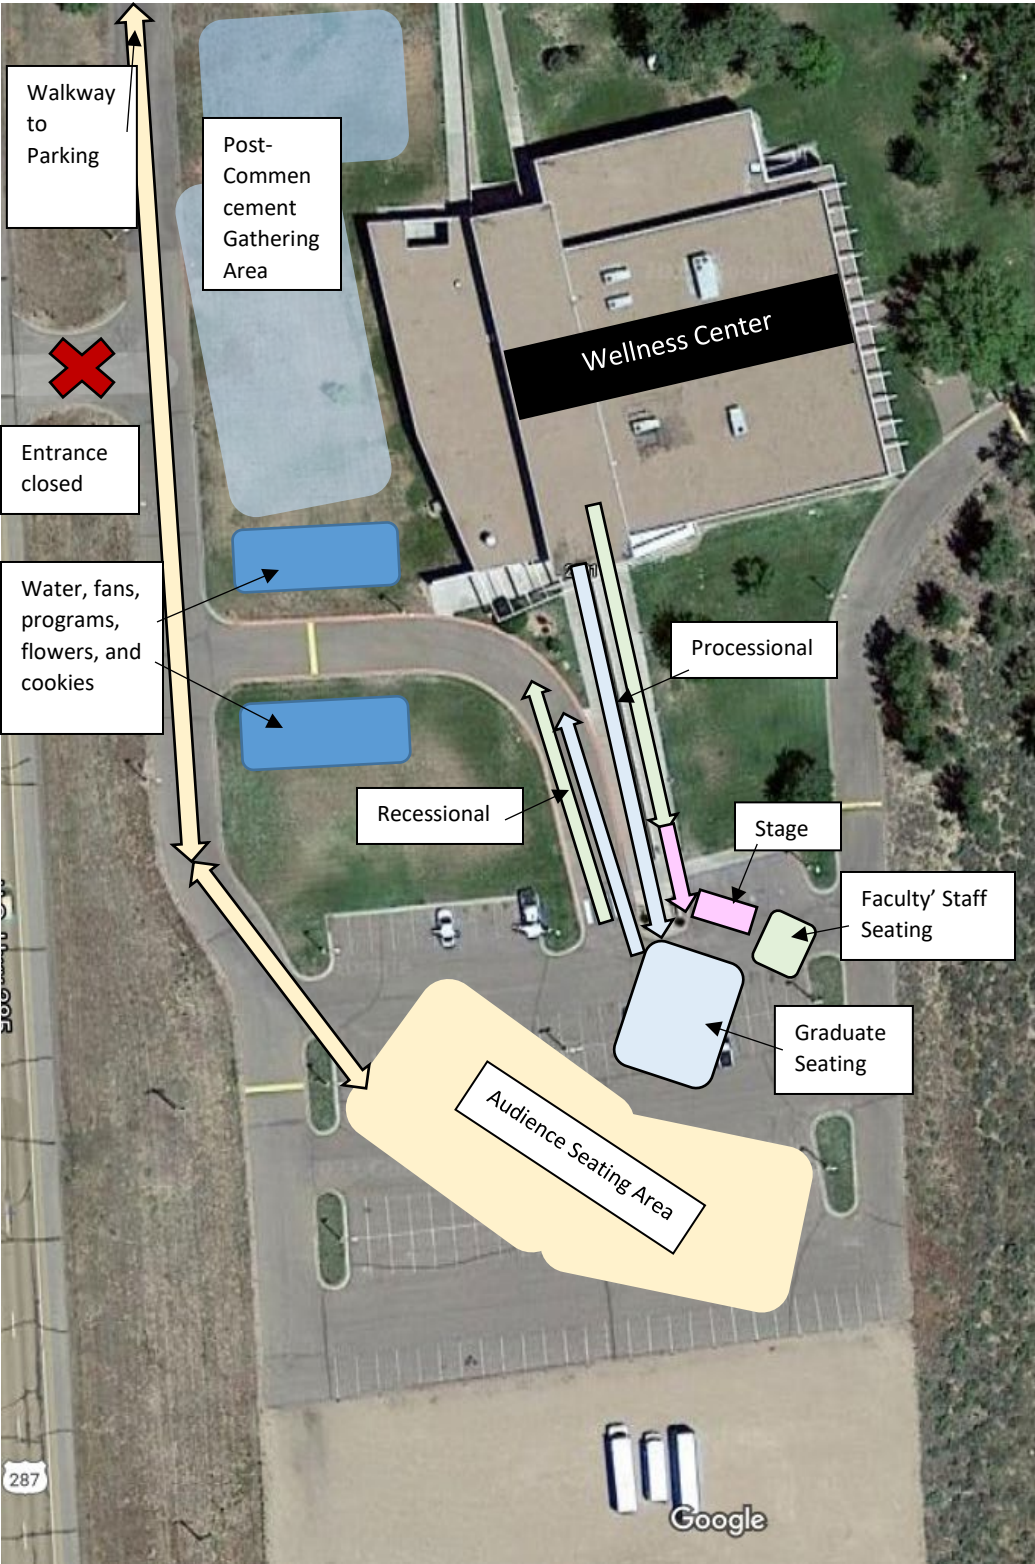 Walkway
to
Parking
Post-
Commen
cement
Gathering
Area
Wellness Center
Entrance
closed
Water, fans,
programs,
flowers, and
cookies
Processional
Recessional
Stage
Faculty’ Staff
Seating
Graduate
Seating
Audience Seating Area
287
Google